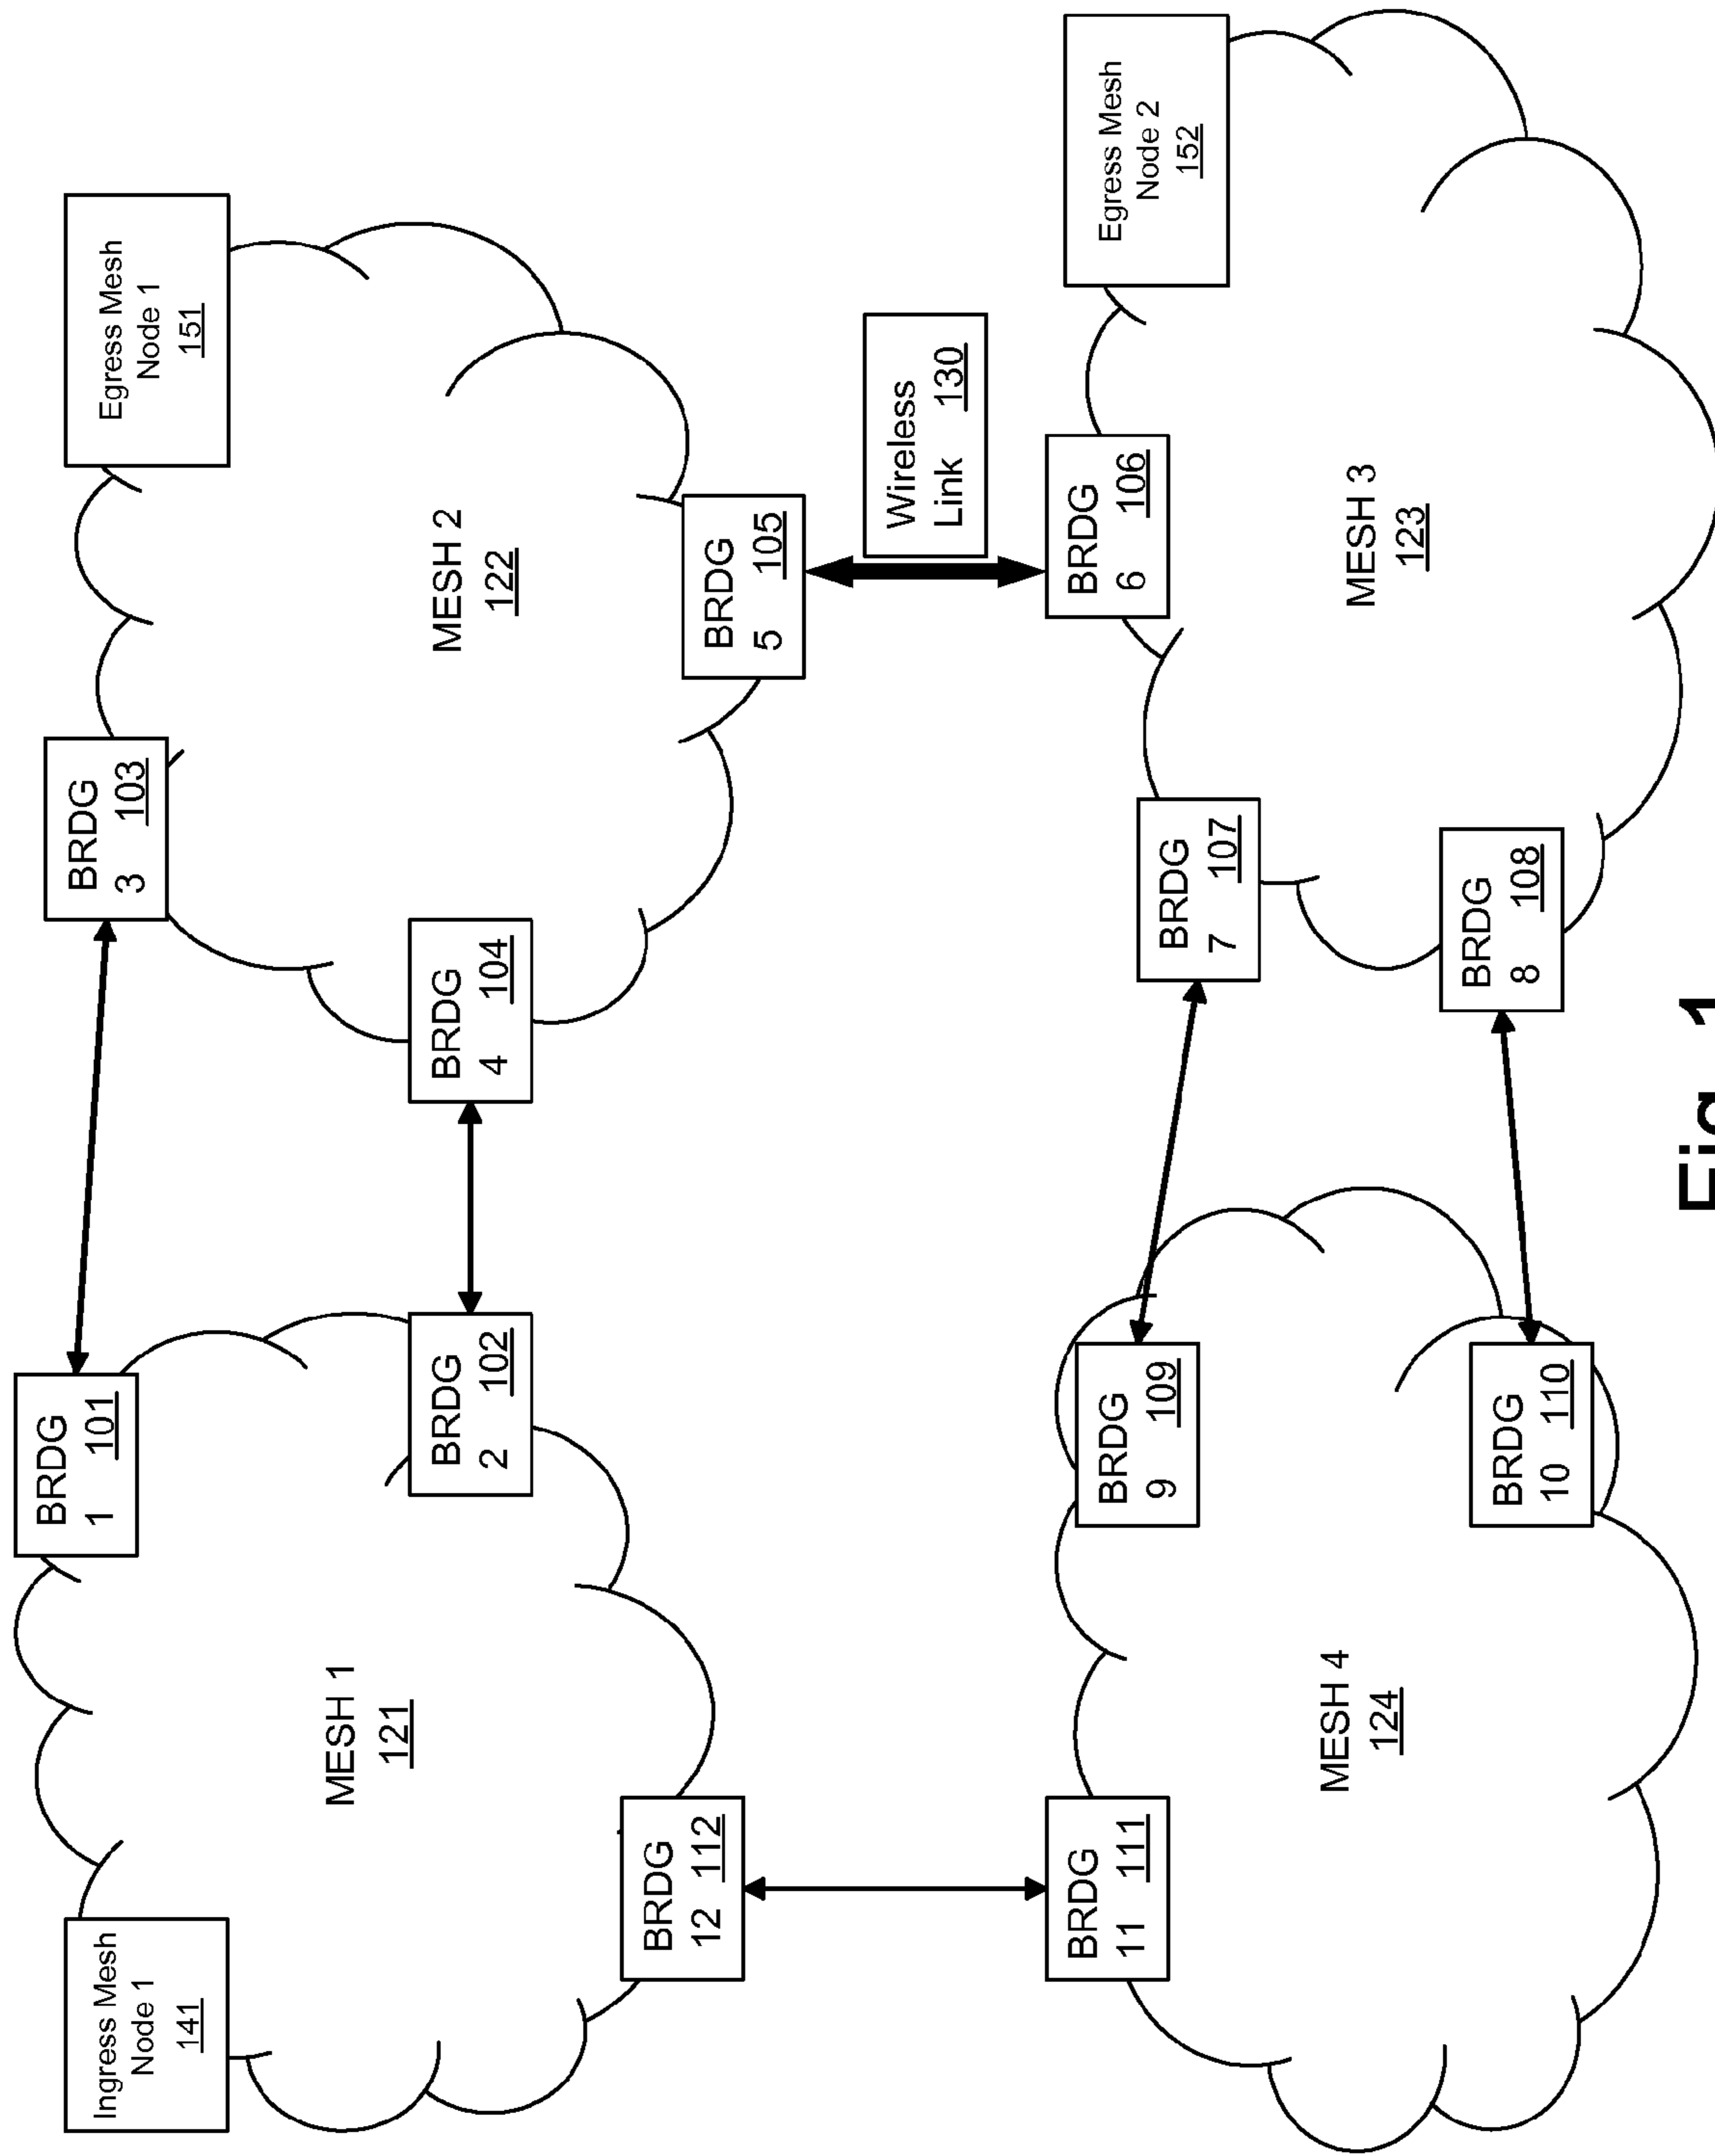 Ingress Mesh
Node 1
141
BRDG
1 101
BRDG
3 103
Egress Mesh
Node 1
151
MESH 1
121
BRDG
2 102
BRDG
4 104
MESH 2
122
BRDG
12 112
BRDG
5 105
Wireless
Link 130
BRDG
11 111
BRDG
6 106
Egress Mesh
Node 2
152
BRDG
9 109
BRDG
7 107
MESH 4
124
MESH 3
123
BRDG
10 110
BRDG
8 108
Fig. 1